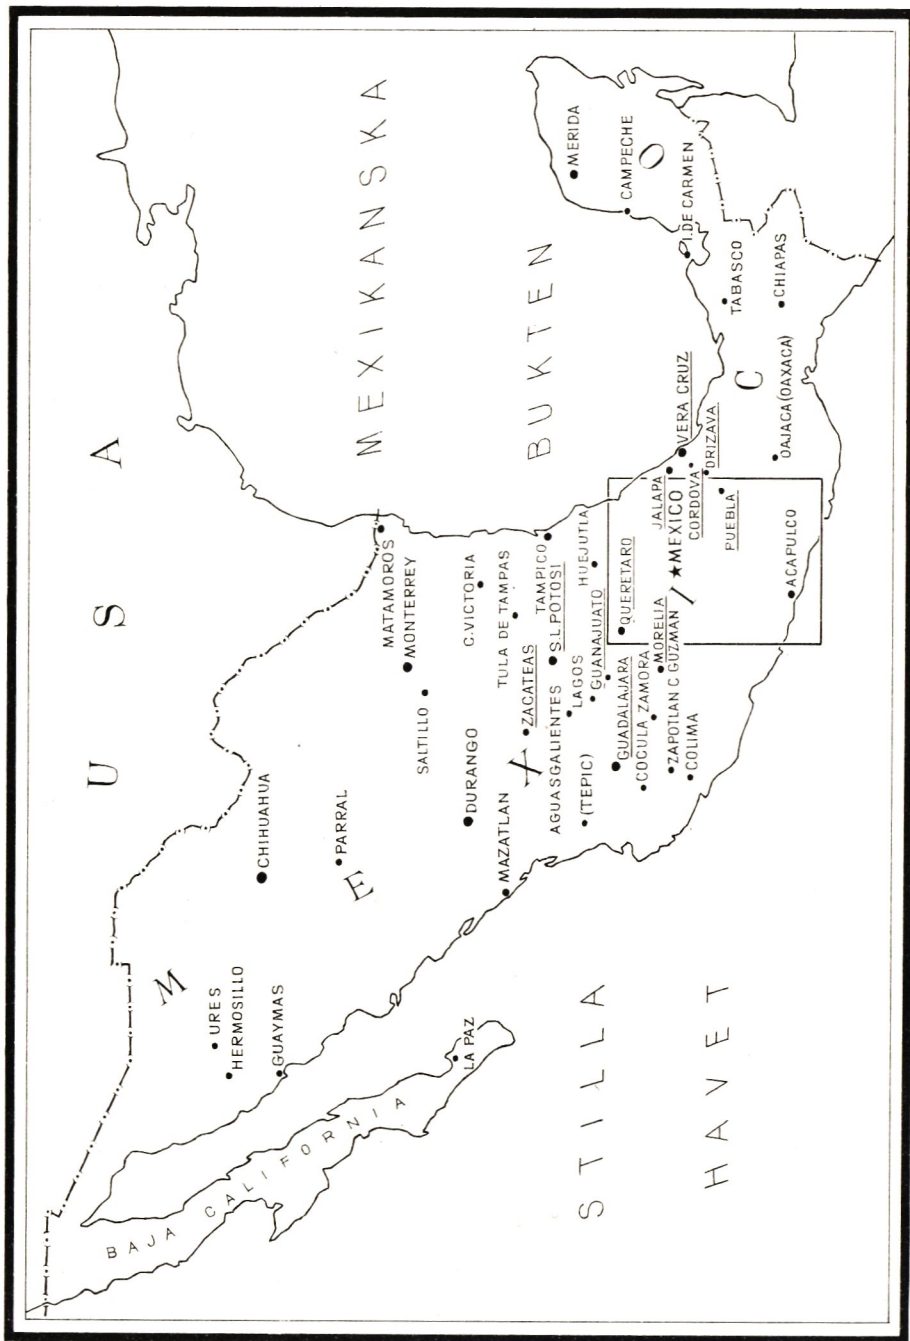 U S A
MEXIKANSKA
BUKTEN
M E X I C O
BAJA CALIFORNIA
STILLA
HAVET
URES
HERMOSILLO
GUAYMAS
LA PAZ
CHIHUAHUA
PARRAL
MATAMOROS
MONTERREY
SALTILLO
DURANGO
MAZATLAN
C.VICTORIA
TULA DE TAMPAS
TAMPICO
ZACATEAS
S.L POTOSI
AGUASGALIENTES
HUEJUTLA
LAGOS
(TEPIC)
GUANAJUATO
QUERETARO
GUADALAJARA
COCULA
ZAMORA
MORELIA
ZAPOTLAN C GUZMAN
COLIMA
JALAPA
VERA CRUZ
MEXICO
CORDOVA
DRIZAVA
PUEBLA
ACAPULCO
OAJACA (OAXACA)
MERIDA
CAMPECHE
I.DE CARMEN
TABASCO
CHIAPAS